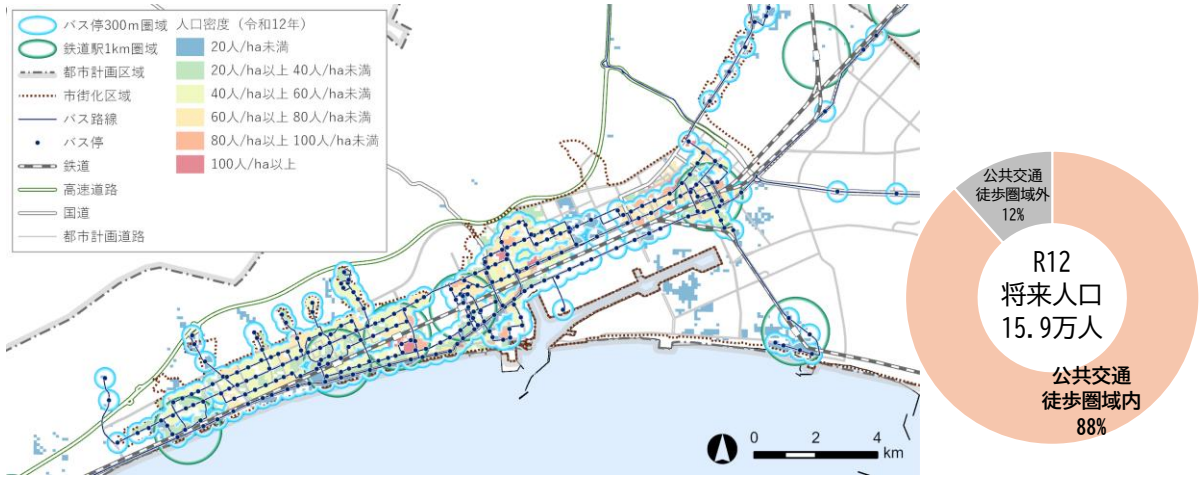 バス停300m圏域
鉄道駅1km圏域
都市計画区域
市街化区域
バス路線
バス停
鉄道
高速道路
国道
都市計画道路
人口密度（令和12年）
20人/ha未満
20人/ha以上 40人/ha未満
40人/ha以上 60人/ha未満
60人/ha以上 80人/ha未満
80人/ha以上 100人/ha未満
100人/ha以上
0 2 4
km
公共交通
徒歩圏域外
12%
R12
将来人口
15.9万人
公共交通
徒歩圏域内
88%